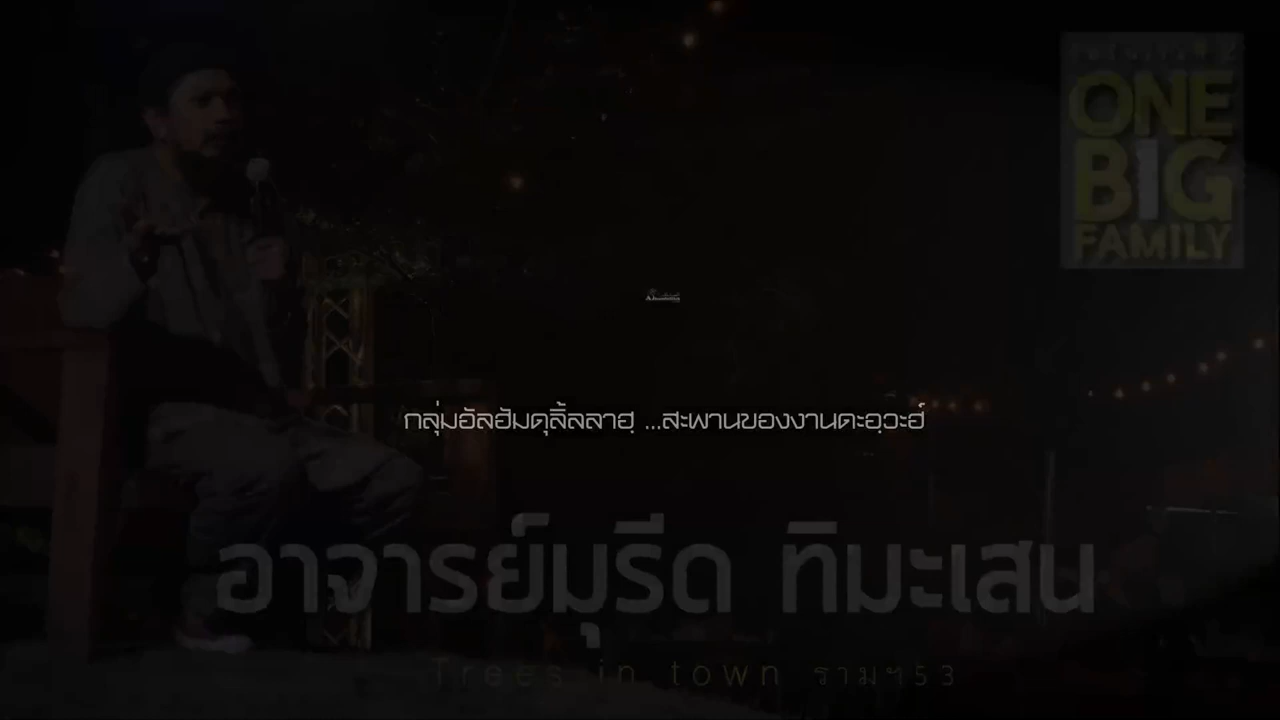 ONE
BIG
FAMILY
กลุ่มอัลฮัมดุลิ้ลลาฮฺ ...สะพานของงานดะอฺวะฮ์
อาจารย์มุรีด ทิมะเสน
Trees in town รามฯ53